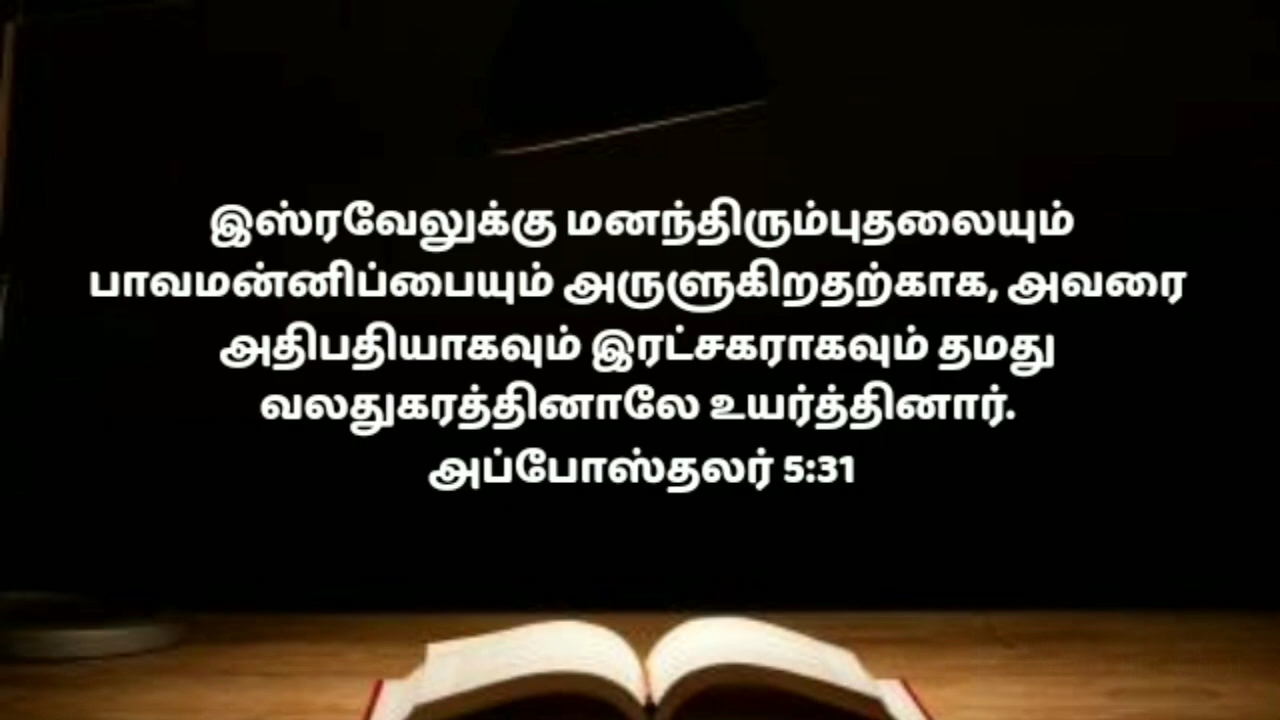 இஸ்ரவேலுக்கு மனந்திரும்புதலையும்
பாவமன்னிப்பையும் அருளுகிறதற்காக, அவரை
அதிபதியாகவும் இரட்சகராகவும் தமது
வலதுகரத்தினாலே உயர்த்தினார்.
அப்போஸ்தலர் 5:31